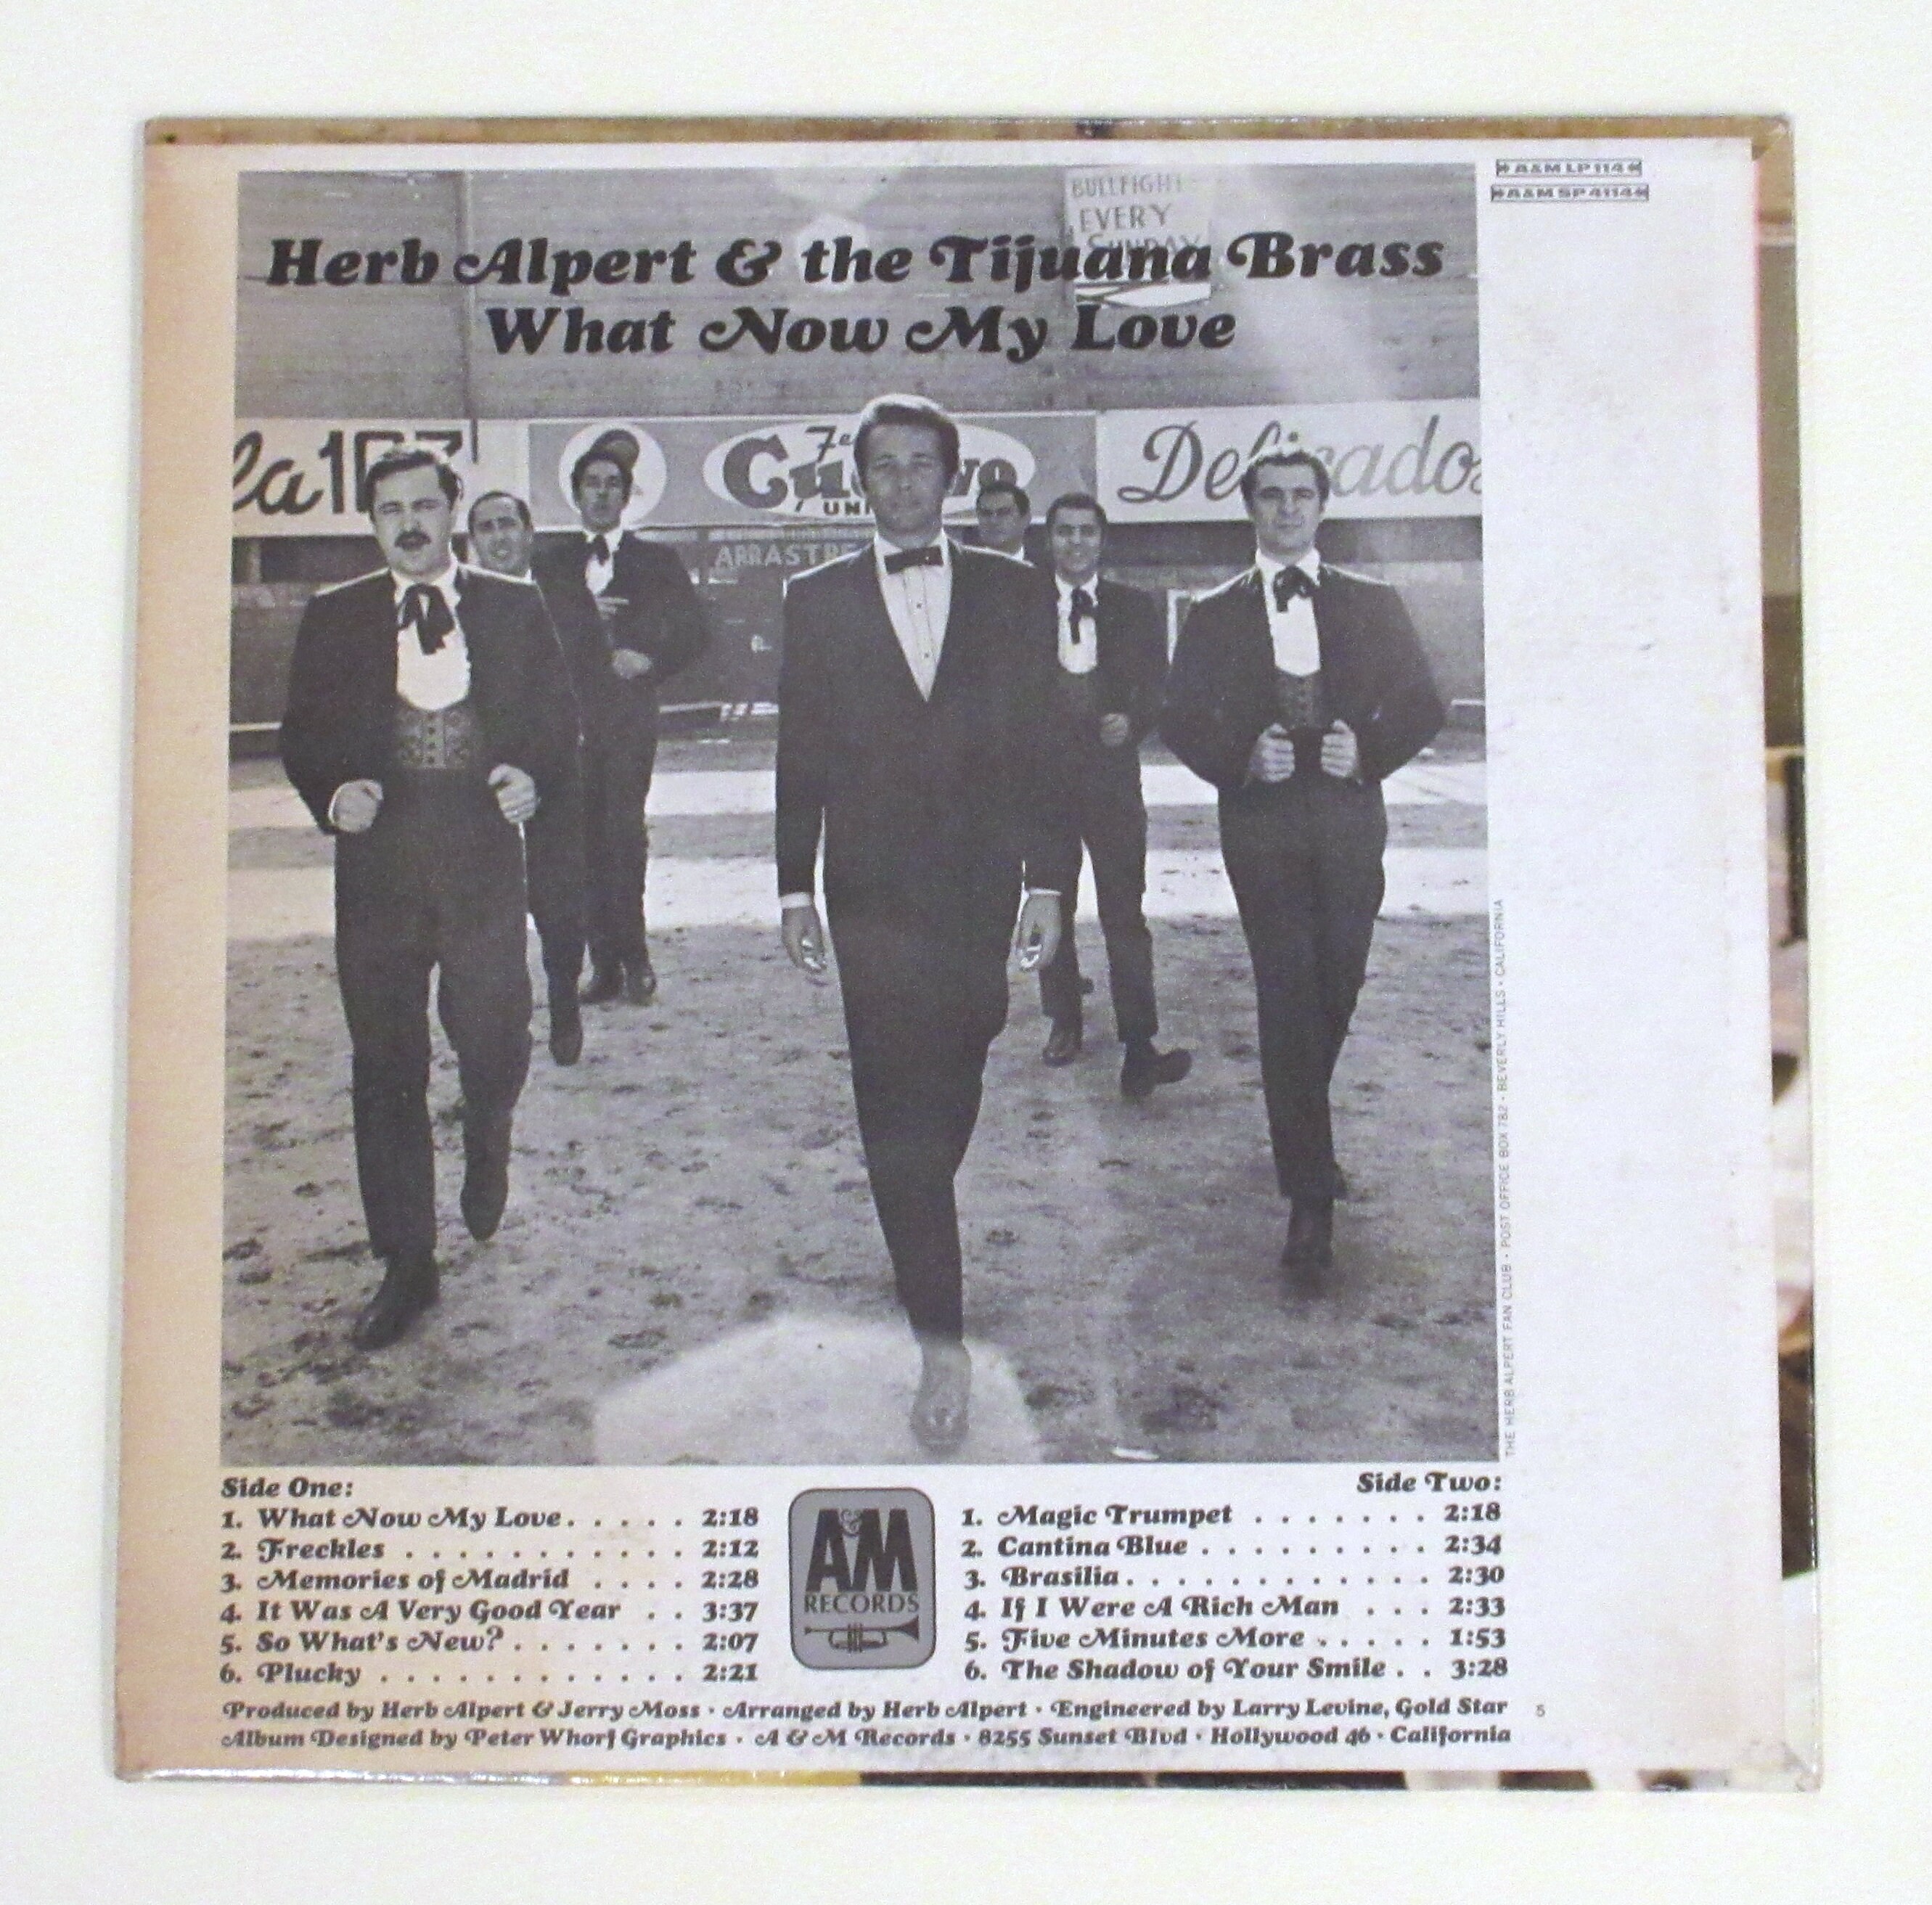 A&M LP 114
A&M SP 4114
BULLFIGHT
EVERY
SUNDAY
Herb Alpert & the Tijuana Brass
What Now My Love
la 1
Delicados
ARRASTRE
THE HERB ALPERT FAN CLUB · POST OFFICE BOX 782 · BEVERLY HILLS · CALIFORNIA
Side One:
1. What Now My Love . . . . . 2:18
2. Freckles . . . . . . . . . . . 2:12
3. Memories of Madrid . . . . 2:28
4. It Was A Very Good Year . . 3:37
5. So What's New? . . . . . . . 2:07
6. Plucky . . . . . . . . . . . . 2:21
A&M
RECORDS
Side Two:
1. Magic Trumpet . . . . . . . 2:18
2. Cantina Blue . . . . . . . . . 2:34
3. Brasilia . . . . . . . . . . . . 2:30
4. If I Were A Rich Man . . . 2:33
5. Five Minutes More . . . . . 1:53
6. The Shadow of Your Smile . . 3:28
Produced by Herb Alpert & Jerry Moss · Arranged by Herb Alpert · Engineered by Larry Levine, Gold Star
5
Album Designed by Peter Whorf Graphics · A & M Records · 8255 Sunset Blvd · Hollywood 46 · California